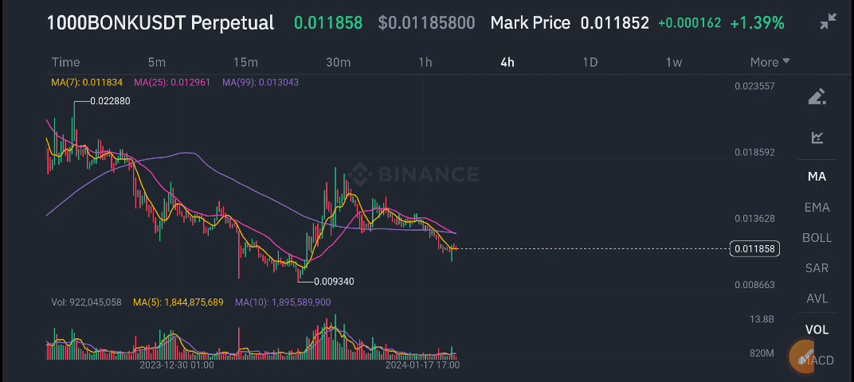 1000BONKUSDT Perpetual 0.011858 $0.01185800 Mark Price 0.011852 +0.000162 +1.39%
Time 5m 15m 30m 1h 4h 1D 1w More
MA(7): 0.011834 MA(25): 0.012961 MA(99): 0.013043
0.023557
0.022880
0.018592
BINANCE
MA
EMA
0.013628
BOLL
0.011858
SAR
0.009340
0.008663
Vol: 922,045,058 MA(5): 1,844,875,689 MA(10): 1,895,589,900
AVL
13.8B
VOL
820M
MACD
2023-12-30 01:00 2024-01-17 17:00